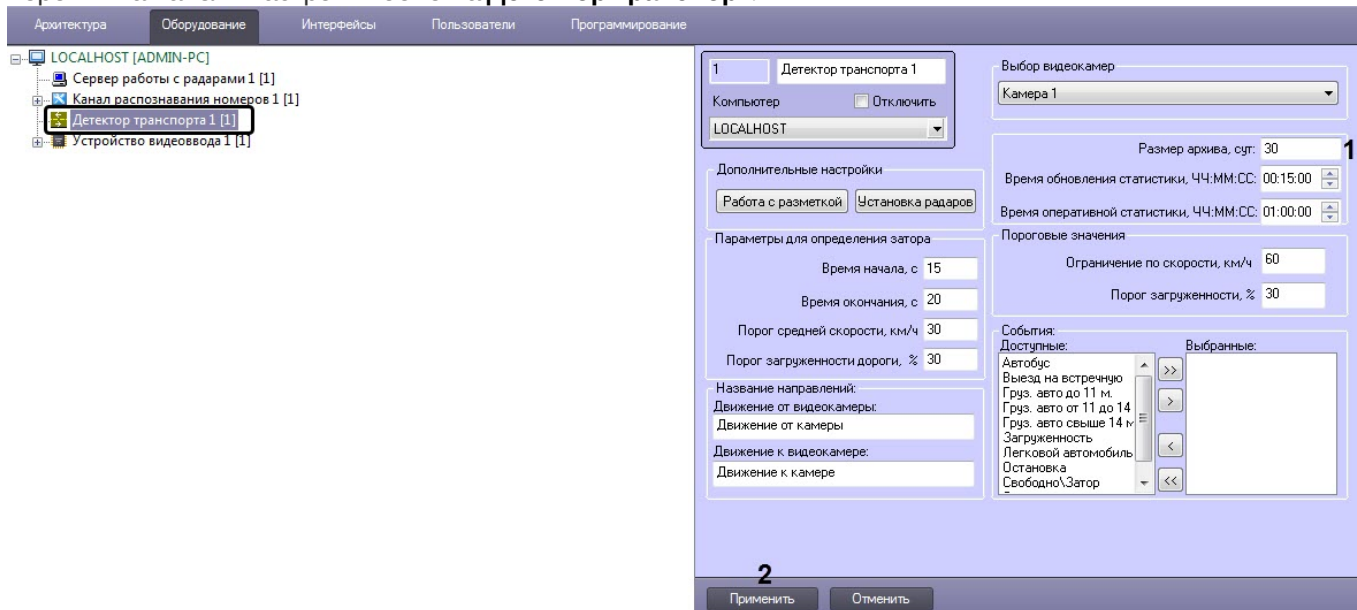 Архитектура Оборудование Интерфейсы Пользователи Программирование
LOCALHOST [ADMIN-PC]
Сервер работы с радарами 1 [1]
Канал распознавания номеров 1 [1]
Детектор транспорта 1 [1]
Устройство видеоввода 1 [1]
1 Детектор транспорта 1
Компьютер Отключить
LOCALHOST
Дополнительные настройки
Работа с разметкой Установка радаров
Параметры для определения затора
Время начала, с 15
Время окончания, с 20
Порог средней скорости, км/ч 30
Порог загруженности дороги, % 30
Название направлений:
Движение от видеокамеры:
Движение от камеры
Движение к видеокамере:
Движение к камере
Выбор видеокамер
Камера 1
Размер архива, сут: 30 1
Время обновления статистики, ЧЧ:ММ:СС: 00:15:00
Время оперативной статистики, ЧЧ:ММ:СС: 01:00:00
Пороговые значения
Ограничение по скорости, км/ч 60
Порог загруженности, % 30
События:
Доступные: Выбранные:
Автобус
Выезд на встречную
Груз. авто до 11 м.
Груз. авто от 11 до 14
Груз. авто свыше 14 м
Загруженность
Легковой автомобиль
Остановка
Свободно\Затор
>>
>
<
<<
2
Применить Отменить